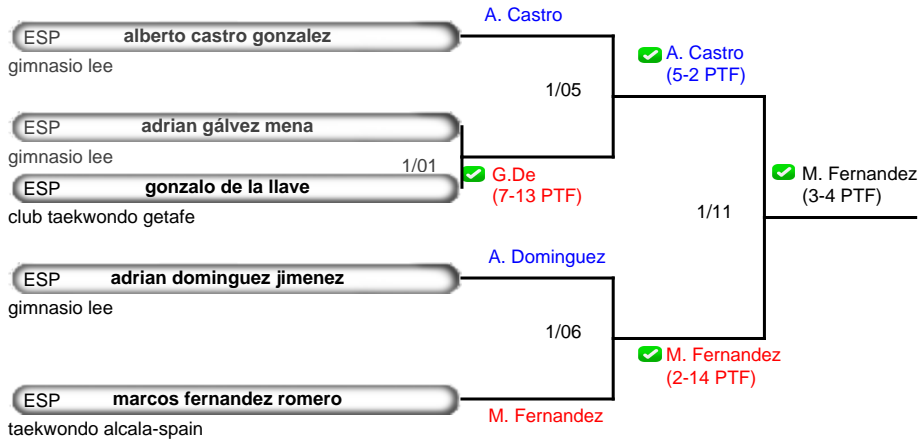 A. Castro
ESP alberto castro gonzalez
gimnasio lee
A. Castro
(5-2 PTF)
1/05
ESP adrian gálvez mena
gimnasio lee
1/01
G.De
(7-13 PTF)
ESP gonzalo de la llave
club taekwondo getafe
M. Fernandez
(3-4 PTF)
1/11
A. Dominguez
ESP adrian dominguez jimenez
gimnasio lee
1/06
M. Fernandez
(2-14 PTF)
ESP marcos fernandez romero
M. Fernandez
taekwondo alcala-spain